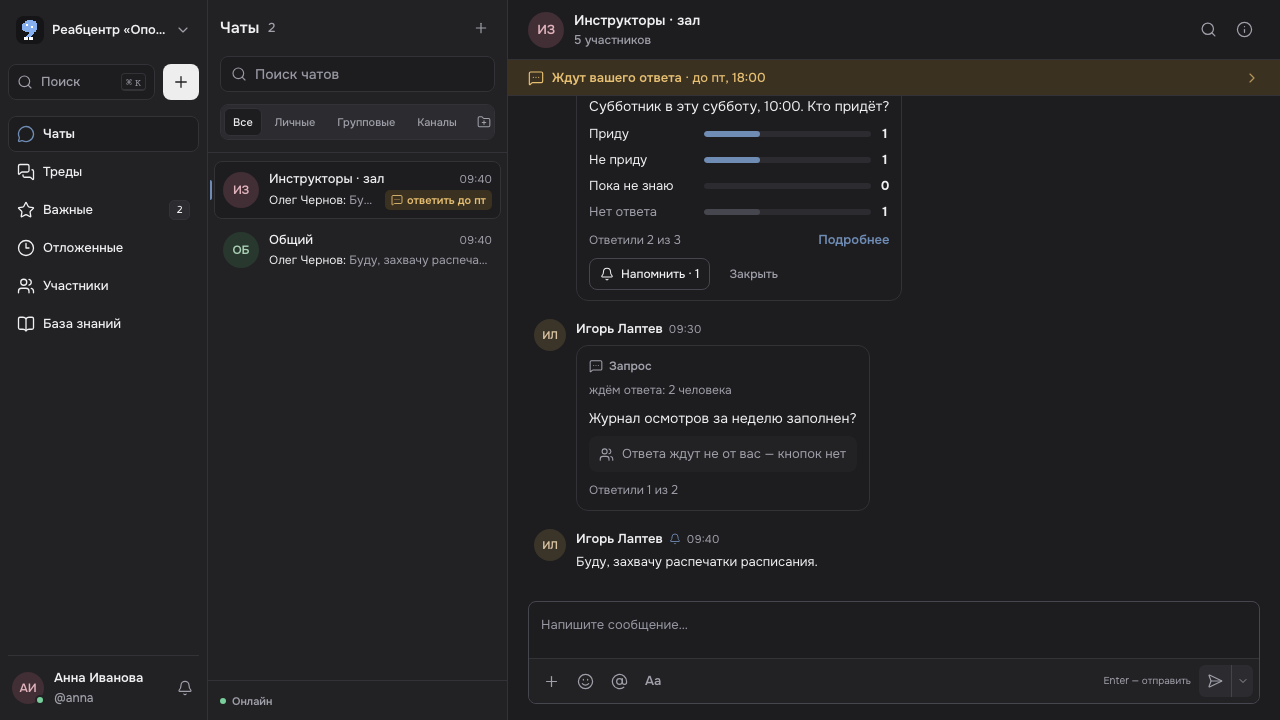 Реабцентр «Опо...
Поиск
⌘ K
Чаты
Треды
Важные
2
Отложенные
Участники
База знаний
АИ
Анна Иванова
@anna
Чаты 2
Поиск чатов
Все
Личные
Групповые
Каналы
ИЗ
Инструкторы · зал
09:40
Олег Чернов: Бу...
ответить до пт
ОБ
Общий
09:40
Олег Чернов: Буду, захвачу распеча...
Онлайн
ИЗ
Инструкторы · зал
5 участников
Ждут вашего ответа · до пт, 18:00
Субботник в эту субботу, 10:00. Кто придёт?
Приду 1
Не приду 1
Пока не знаю 0
Нет ответа 1
Ответили 2 из 3
Подробнее
Напомнить · 1
Закрыть
ИЛ
Игорь Лаптев 09:30
Запрос
ждём ответа: 2 человека
Журнал осмотров за неделю заполнен?
Ответа ждут не от вас — кнопок нет
Ответили 1 из 2
ИЛ
Игорь Лаптев 09:40
Буду, захвачу распечатки расписания.
Напишите сообщение...
Aa
Enter — отправить